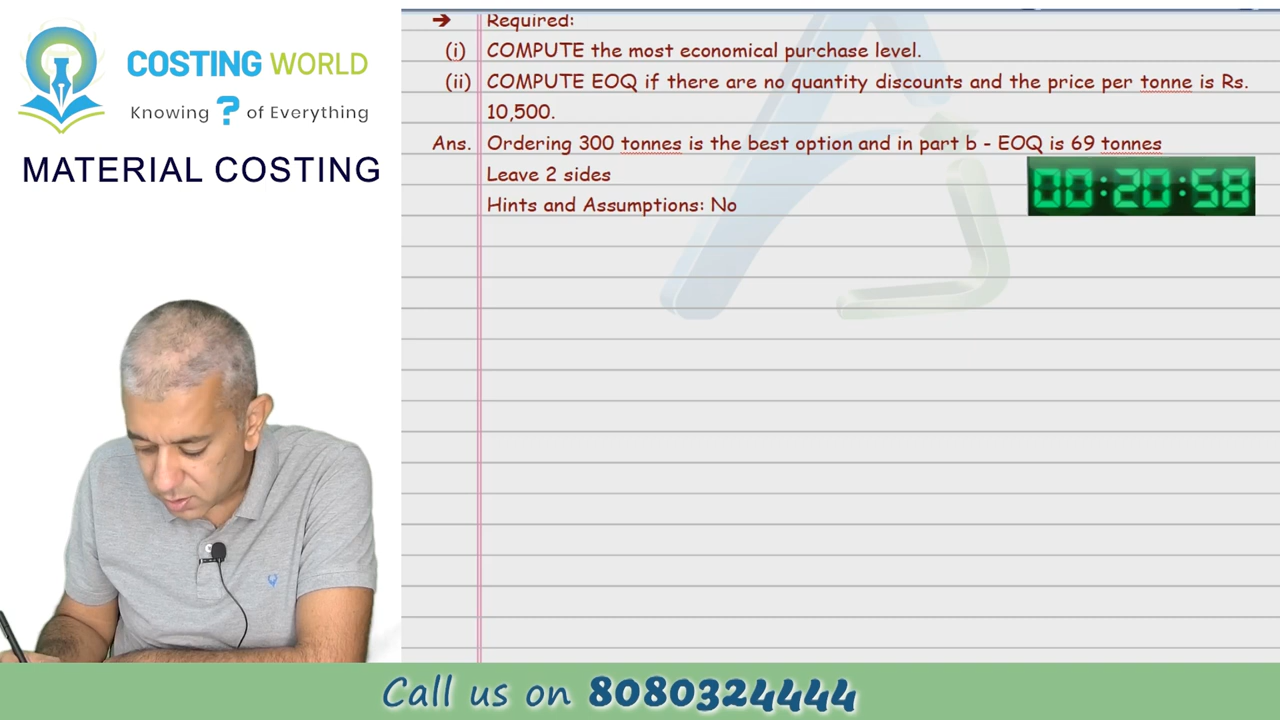 COSTING WORLD
Knowing ? of Everything
MATERIAL COSTING
➔ Required:
(i) COMPUTE the most economical purchase level.
(ii) COMPUTE EOQ if there are no quantity discounts and the price per tonne is Rs.
10,500.
Ans. Ordering 300 tonnes is the best option and in part b - EOQ is 69 tonnes
Leave 2 sides
Hints and Assumptions: No
00:20:58
Call us on 8080324444